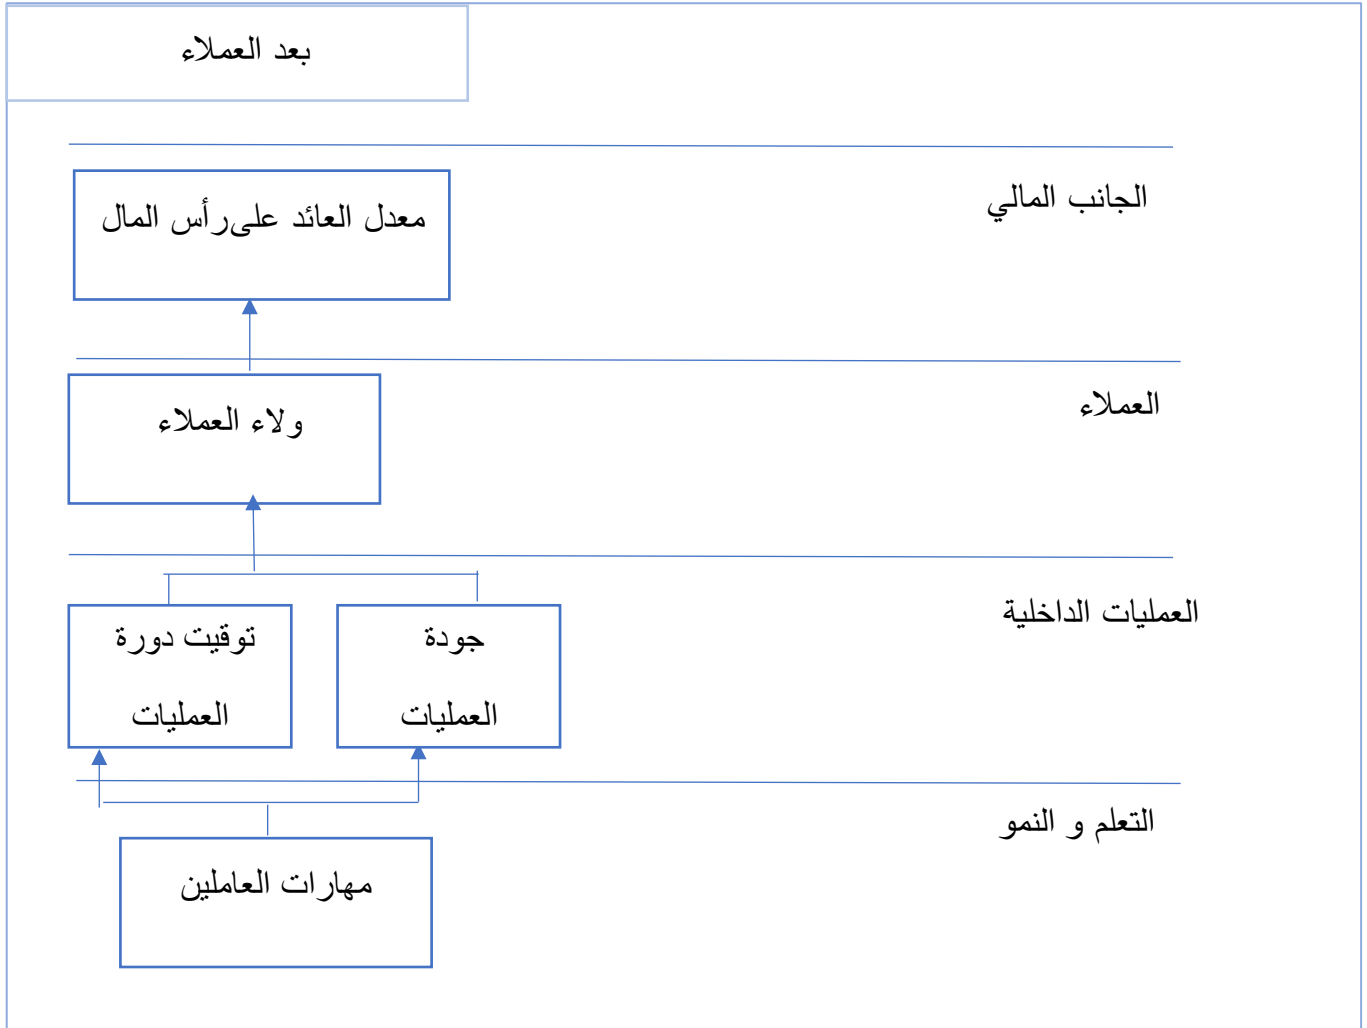 بعد العملاء
الجانب المالي
معدل العائد على رأس المال
العملاء
ولاء العملاء
العمليات الداخلية
جودة
العمليات
توقيت دورة
العمليات
التعلم و النمو
مهارات العاملين